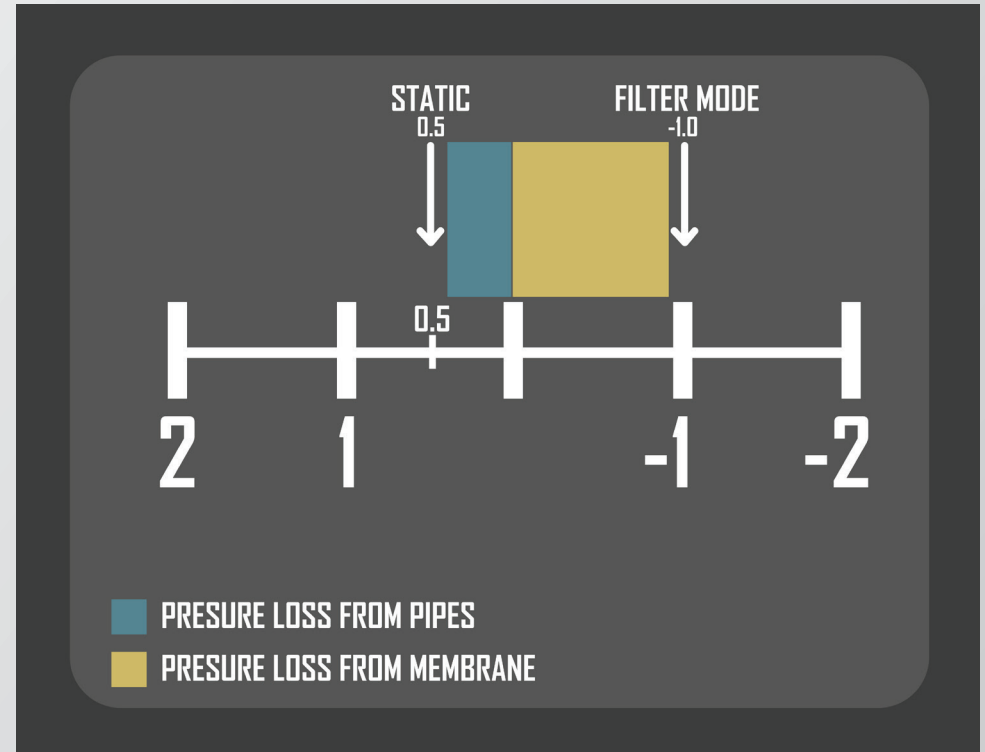 STATIC
0.5
FILTER MODE
-1.0
0.5
2
1
-1
-2
PRESURE LOSS FROM PIPES
PRESURE LOSS FROM MEMBRANE